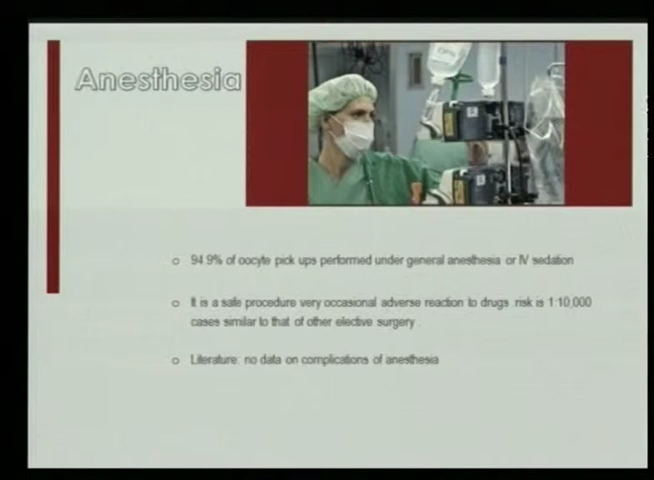 Anesthesia
94.9% of oocyte pick ups performed under general anesthesia or IV sedation
It is a safe procedure very occasional adverse reaction to drugs .risk is 1:10,000
cases similar to that of other elective surgery .
Literature: no data on complications of anesthesia